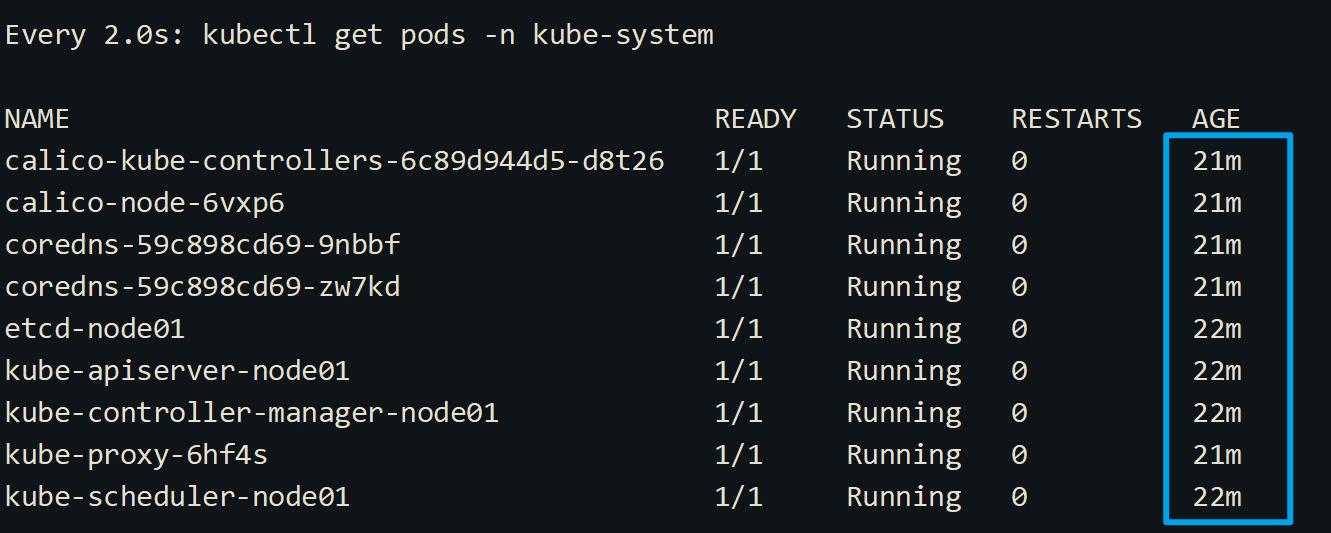 Every 2.0s: kubectl get pods -n kube-system
NAME READY STATUS RESTARTS AGE
calico-kube-controllers-6c89d944d5-d8t26 1/1 Running 0 21m
calico-node-6vxp6 1/1 Running 0 21m
coredns-59c898cd69-9nbbf 1/1 Running 0 21m
coredns-59c898cd69-zw7kd 1/1 Running 0 21m
etcd-node01 1/1 Running 0 22m
kube-apiserver-node01 1/1 Running 0 22m
kube-controller-manager-node01 1/1 Running 0 22m
kube-proxy-6hf4s 1/1 Running 0 21m
kube-scheduler-node01 1/1 Running 0 22m